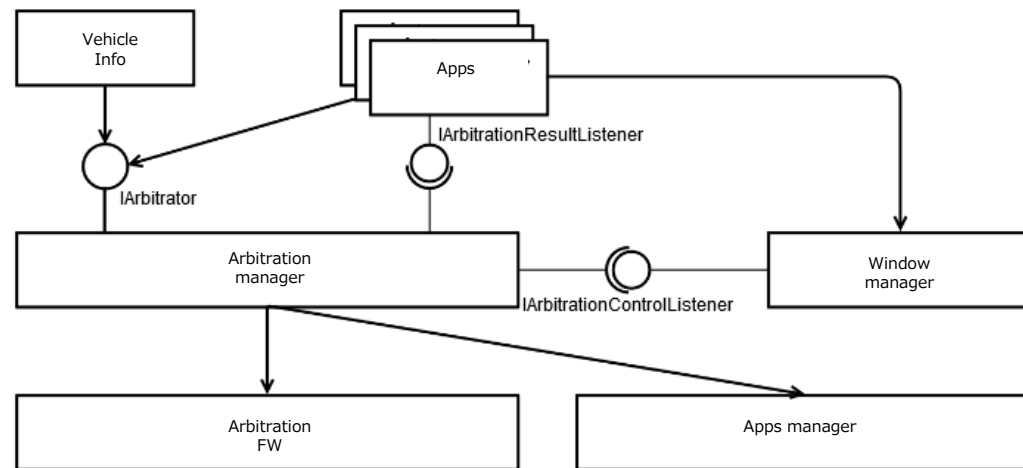 Vehicle
Info
Apps
IArbitrationResultListener
IArbitrator
Arbitration
manager
Window
manager
IArbitrationControlListener
Arbitration
FW
Apps manager